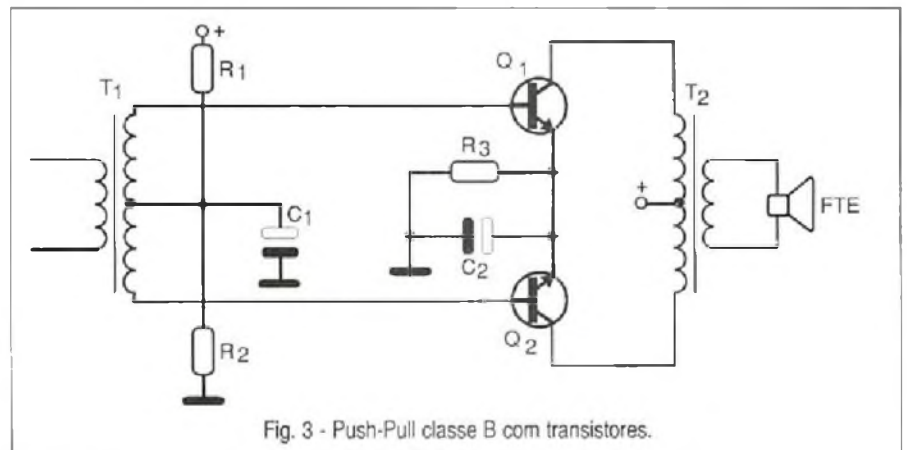 +
R1
T1
Q1
T2
R3
+
C1
FTE
C2
R2
Q2
Fig. 3 - Push-Pull classe B com transistores.